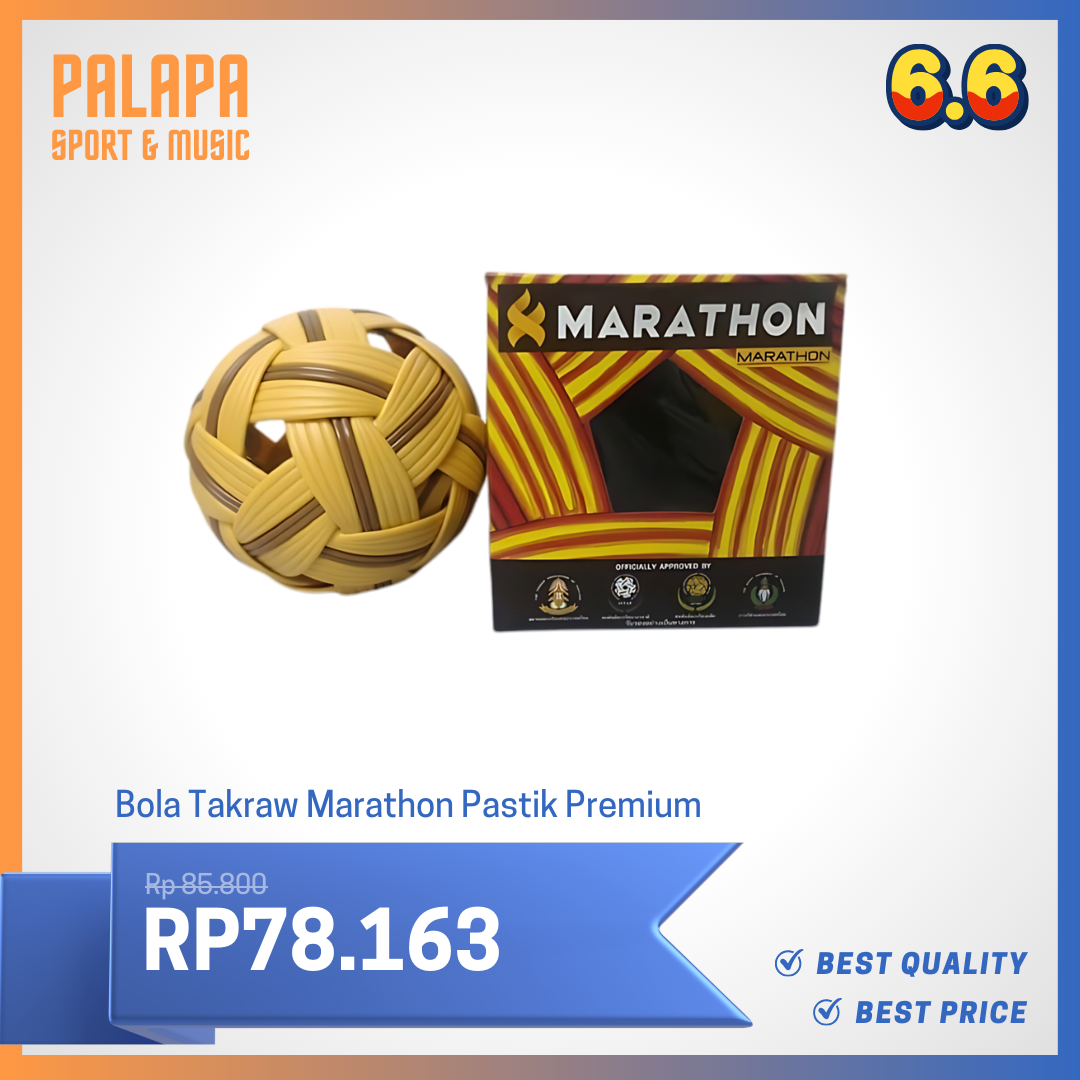 PALAPA
SPORT & MUSIC
6.6
MARATHON
MARATHON
OFFICIALLY APPROVED BY
Bola Takraw Marathon Pastik Premium
Rp 85.800
RP78.163
BEST QUALITY
BEST PRICE